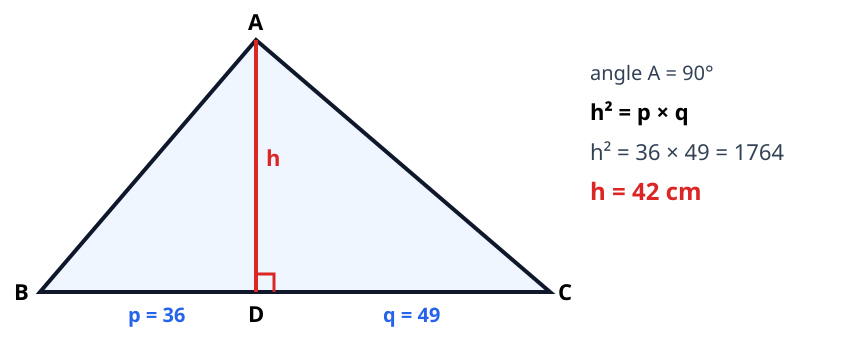 A
angle A = 90°
h² = p × q
h
h² = 36 × 49 = 1764
h = 42 cm
B
C
p = 36
D
q = 49